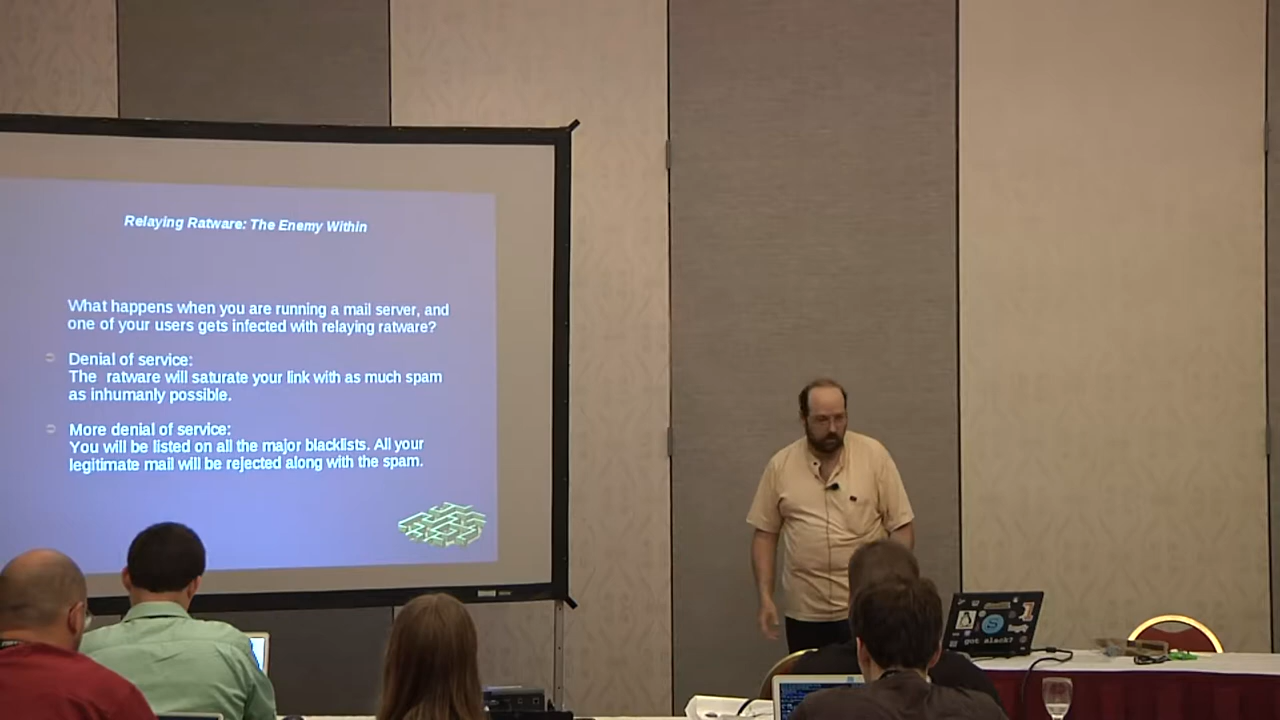 Relaying Ratware: The Enemy Within
What happens when you are running a mail server, and
one of your users gets infected with relaying ratware?
Denial of service:
The ratware will saturate your link with as much spam
as inhumanly possible.
More denial of service:
You will be listed on all the major blacklists. All your
legitimate mail will be rejected along with the spam.
S
got slack?